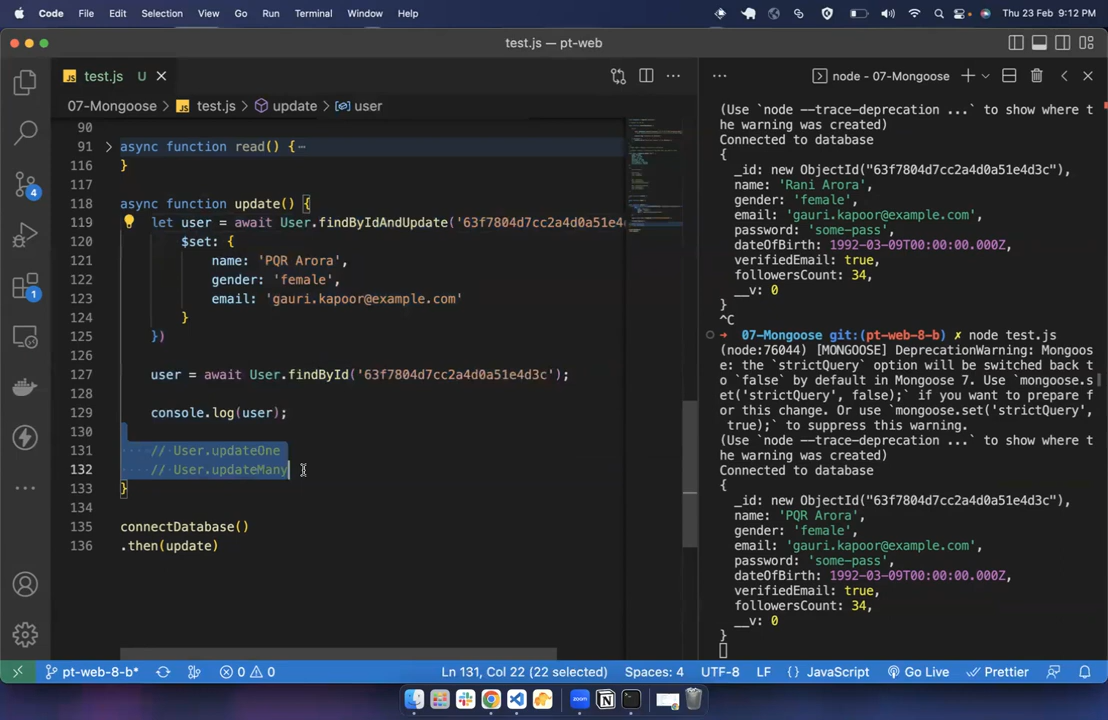 Code File Edit Selection View Go Run Terminal Window Help Thu 23 Feb 9:12 PM
test.js — pt-web
test.js U
07-Mongoose > test.js > update > user
90
91 async function read() {
116 }
117
118 async function update() {
119 let user = await User.findByIdAndUpdate('63f7804d7cc2a4d0a51e4
120 $set: {
121 name: 'PQR Arora',
122 gender: 'female',
123 email: 'gauri.kapoor@example.com'
124 }
125 })
126
127 user = await User.findById('63f7804d7cc2a4d0a51e4d3c');
128
129 console.log(user);
130
131 // User.updateOne
132 // User.updateMany
133 }
134
135 connectDatabase()
136 .then(update)
node - 07-Mongoose
(Use `node --trace-deprecation ...` to show where t
he warning was created)
Connected to database
{
_id: new ObjectId("63f7804d7cc2a4d0a51e4d3c"),
name: 'Rani Arora',
gender: 'female',
email: 'gauri.kapoor@example.com',
password: 'some-pass',
dateOfBirth: 1992-03-09T00:00:00.000Z,
verifiedEmail: true,
followersCount: 34,
__v: 0
}
^C
➜ 07-Mongoose git:(pt-web-8-b) ✗ node test.js
(node:76044) [MONGOOSE] DeprecationWarning: Mongoos
e: the `strictQuery` option will be switched back t
o `false` by default in Mongoose 7. Use `mongoose.s
et('strictQuery', false);` if you want to prepare f
or this change. Or use `mongoose.set('strictQuery',
true);` to suppress this warning.
(Use `node --trace-deprecation ...` to show where t
he warning was created)
Connected to database
{
_id: new ObjectId("63f7804d7cc2a4d0a51e4d3c"),
name: 'PQR Arora',
gender: 'female',
email: 'gauri.kapoor@example.com',
password: 'some-pass',
dateOfBirth: 1992-03-09T00:00:00.000Z,
verifiedEmail: true,
followersCount: 34,
__v: 0
}
4
1
pt-web-8-b* 0 0 Ln 131, Col 22 (22 selected) Spaces: 4 UTF-8 LF {} JavaScript Go Live Prettier